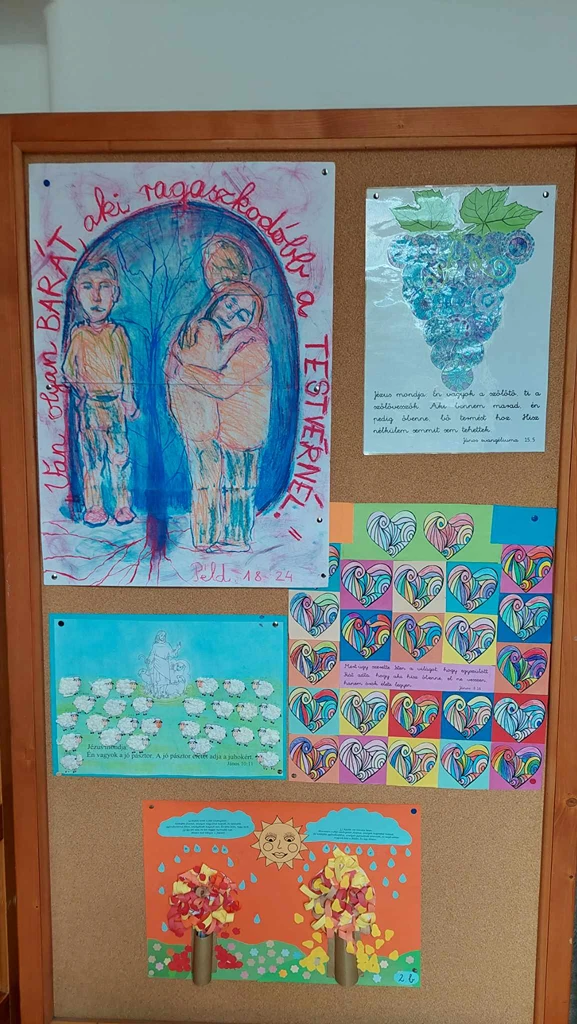 Van olyan BARÁT, aki ragaszkodóbb a TESTVÉRNÉL.
Péld. 18. 24
Jézus mondja: Én vagyok a szőlőtő, ti a
szőlővesszők. Aki bennem marad, én
pedig őbenne, bő termést hoz. Hisz
nélkülem semmit sem tehettek.
János evangéliuma 15.5.
Mert úgy szerette Isten a világot, hogy egyszülött
fiát adta, hogy aki hisz őbenne el ne vesszen,
hanem örök élete legyen.
János 3.16
Jézus mondja:
Én vagyok a jó pásztor. A jó pásztor életét adja a juhokért.
János 10,11
2. b